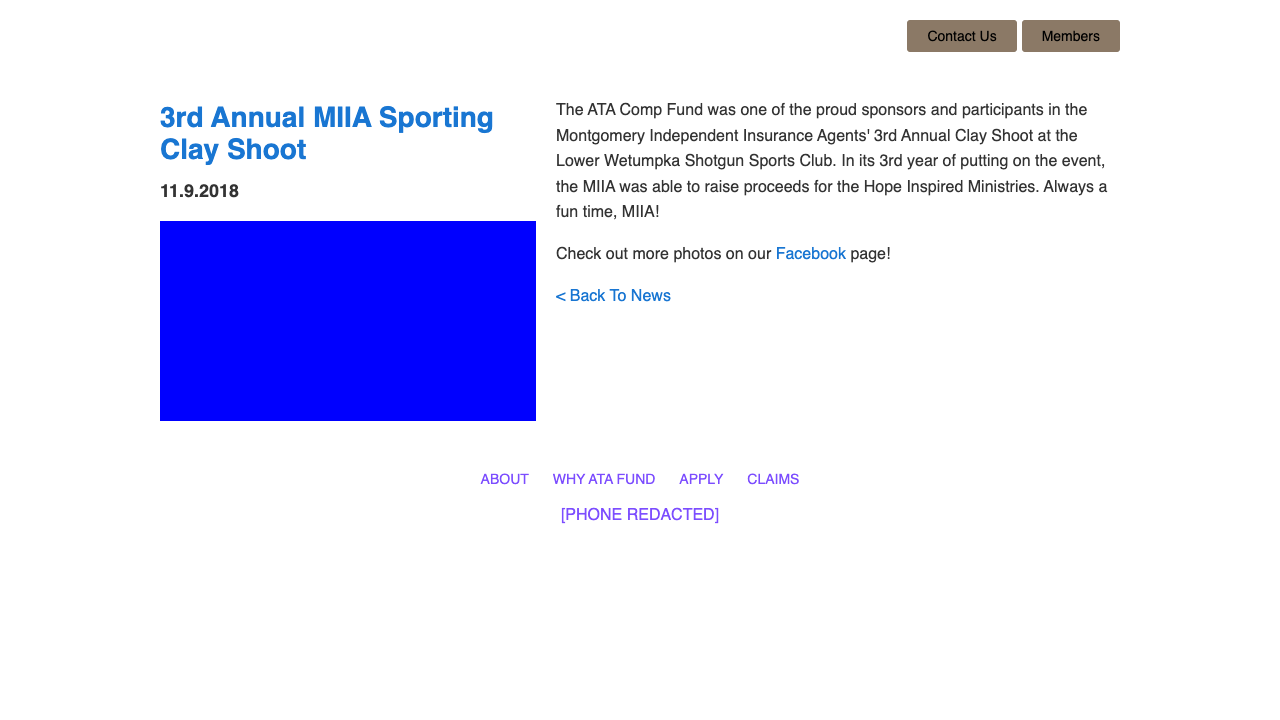 Contact Us
Members
3rd Annual MIIA Sporting
Clay Shoot
11.9.2018
The ATA Comp Fund was one of the proud sponsors and participants in the
Montgomery Independent Insurance Agents' 3rd Annual Clay Shoot at the
Lower Wetumpka Shotgun Sports Club. In its 3rd year of putting on the event,
the MIIA was able to raise proceeds for the Hope Inspired Ministries. Always a
fun time, MIIA!
Check out more photos on our Facebook page!
< Back To News
ABOUT WHY ATA FUND APPLY CLAIMS
[PHONE REDACTED]